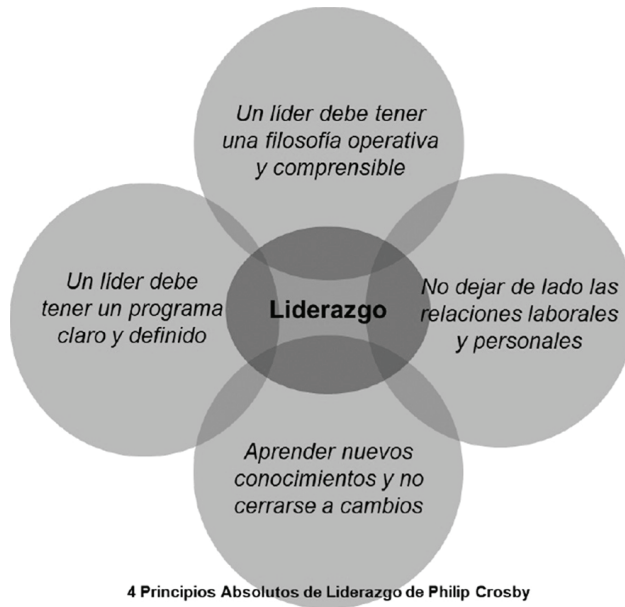 Un líder debe tener
una filosofía operativa
y comprensible
Un líder debe
tener un programa
claro y definido
Liderazgo
No dejar de lado las
relaciones laborales
y personales
Aprender nuevos
conocimientos y no
cerrarse a cambios
4 Principios Absolutos de Liderazgo de Philip Crosby